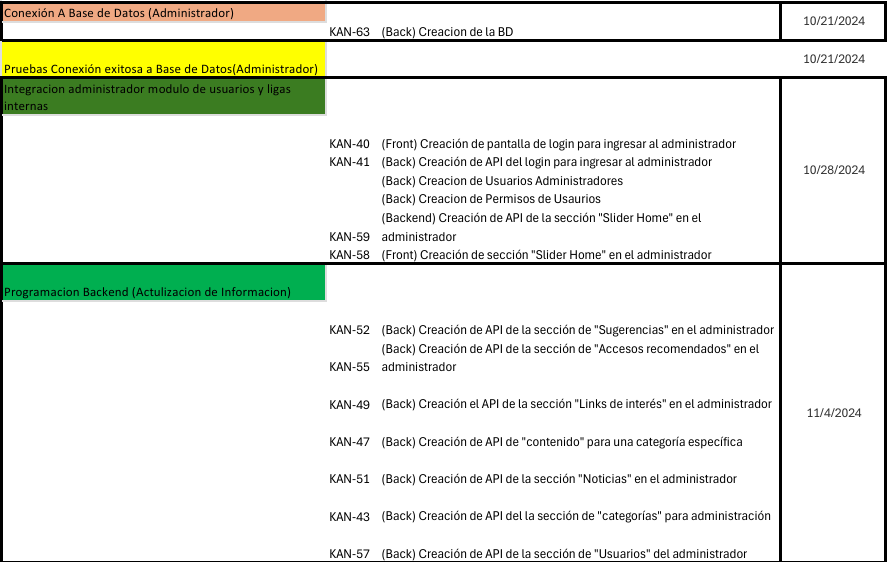 Conexión A Base de Datos (Administrador)
10/21/2024
KAN-63 (Back) Creacion de la BD
10/21/2024
Pruebas Conexión exitosa a Base de Datos(Administrador)
Integracion administrador modulo de usuarios y ligas
internas
KAN-40 (Front) Creación de pantalla de login para ingresar al administrador
KAN-41 (Back) Creación de API del login para ingresar al administrador
10/28/2024
(Back) Creacion de Usuarios Administradores
(Back) Creacion de Permisos de Usaurios
(Backend) Creación de API de la sección "Slider Home" en el
KAN-59 administrador
KAN-58 (Front) Creación de sección "Slider Home" en el administrador
Programacion Backend (Actulizacion de Informacion)
KAN-52 (Back) Creación de API de la sección de "Sugerencias" en el administrador
(Back) Creación de API de la sección de "Accesos recomendados" en el
KAN-55 administrador
KAN-49 (Back) Creación el API de la sección "Links de interés" en el administrador
11/4/2024
KAN-47 (Back) Creación de API de "contenido" para una categoría específica
KAN-51 (Back) Creación de API de la sección "Noticias" en el administrador
KAN-43 (Back) Creación de API del la sección de "categorías" para administración
KAN-57 (Back) Creación de API de la sección de "Usuarios" del administrador